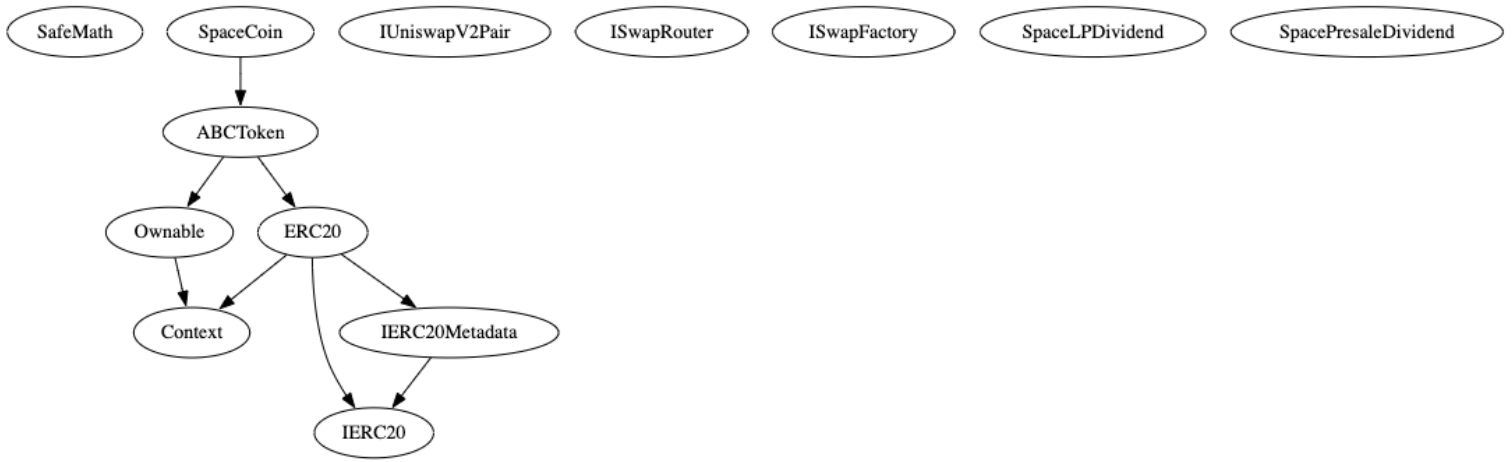 SafeMath
SpaceCoin
IUniswapV2Pair
ISwapRouter
ISwapFactory
SpaceLPDividend
SpacePresaleDividend
ABCToken
Ownable
ERC20
Context
IERC20Metadata
IERC20